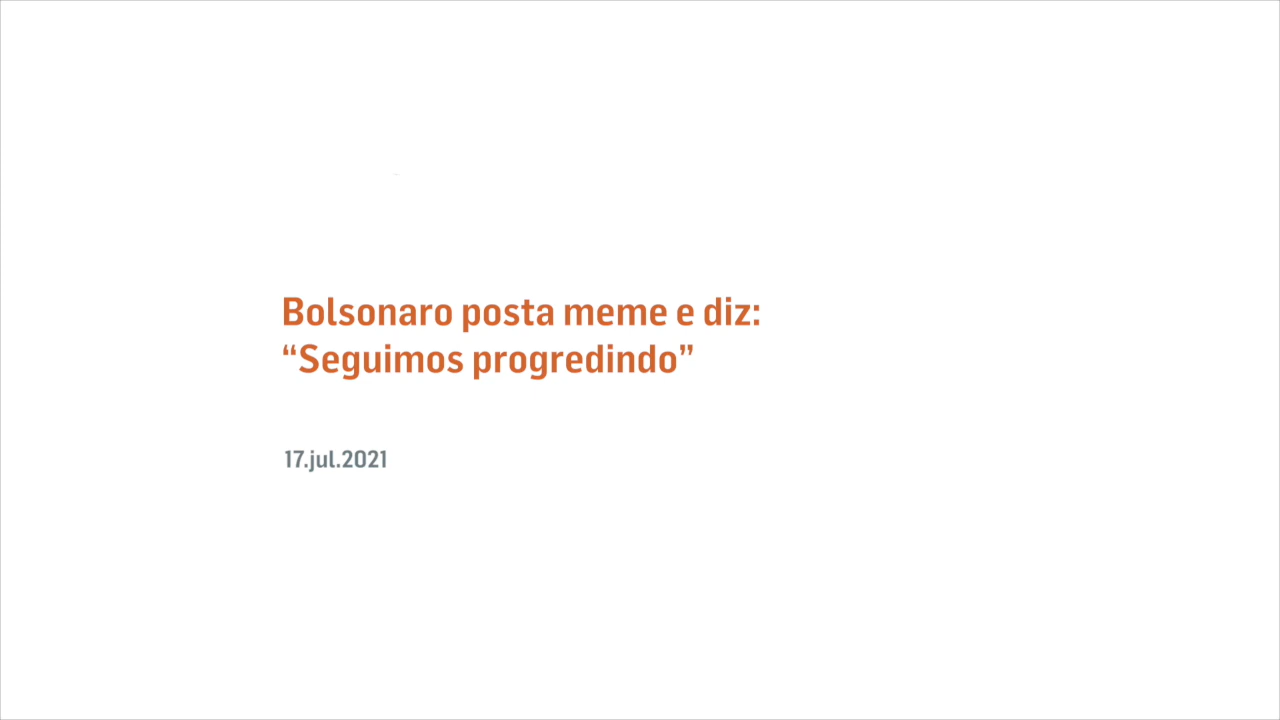 Bolsonaro posta meme e diz:
“Seguimos progredindo”
17.jul.2021